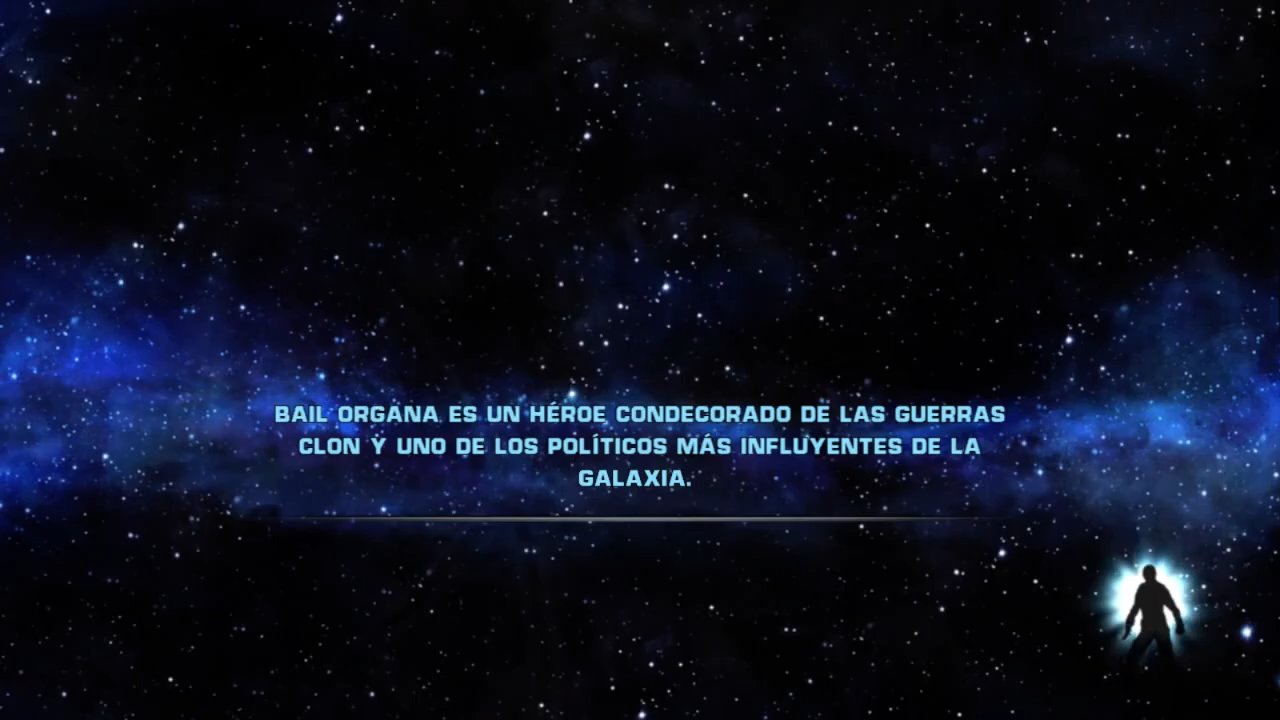 BAIL ORGANA ES UN HÉROE CONDECORADO DE LAS GUERRAS
CLON Y UNO DE LOS POLÍTICOS MÁS INFLUYENTES DE LA
GALAXIA.